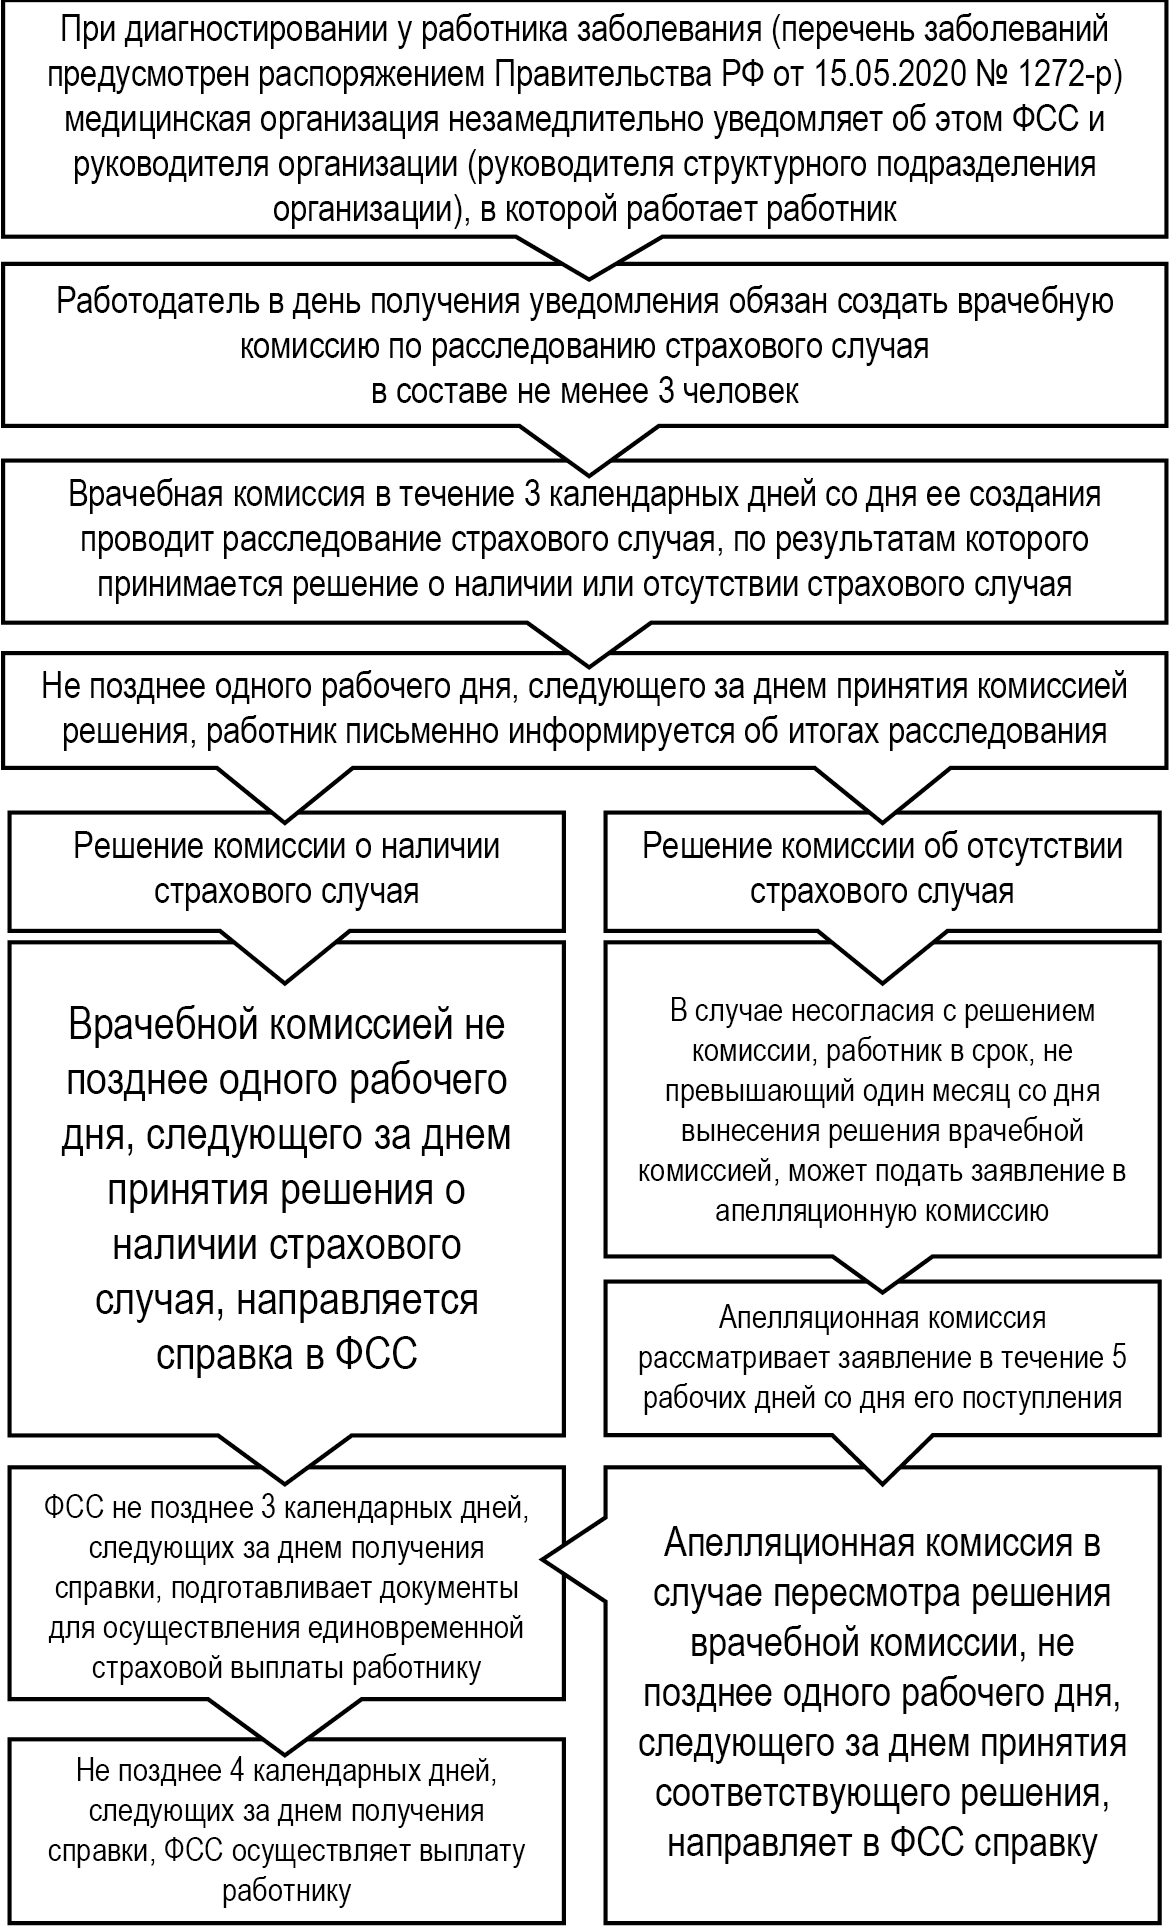 При диагностировании у работника заболевания (перечень заболеваний
предусмотрен распоряжением Правительства РФ от 15.05.2020 № 1272-р)
медицинская организация незамедлительно уведомляет об этом ФСС и
руководителя организации (руководителя структурного подразделения
организации), в которой работает работник
Работодатель в день получения уведомления обязан создать врачебную
комиссию по расследованию страхового случая
в составе не менее 3 человек
Врачебная комиссия в течение 3 календарных дней со дня ее создания
проводит расследование страхового случая, по результатам которого
принимается решение о наличии или отсутствии страхового случая
Не позднее одного рабочего дня, следующего за днем принятия комиссией
решения, работник письменно информируется об итогах расследования
Решение комиссии о наличии
страхового случая
Врачебной комиссией не
позднее одного рабочего
дня, следующего за днем
принятия решения о
наличии страхового
случая, направляется
справка в ФСС
ФСС не позднее 3 календарных дней,
следующих за днем получения
справки, подготавливает документы
для осуществления единовременной
страховой выплаты работнику
Не позднее 4 календарных дней,
следующих за днем получения
справки, ФСС осуществляет выплату
работнику
Решение комиссии об отсутствии
страхового случая
В случае несогласия с решением
комиссии, работник в срок, не
превышающий один месяц со дня
вынесения решения врачебной
комиссией, может подать заявление в
апелляционную комиссию
Апелляционная комиссия
рассматривает заявление в течение 5
рабочих дней со дня его поступления
Апелляционная комиссия в
случае пересмотра решения
врачебной комиссии, не
позднее одного рабочего дня,
следующего за днем принятия
соответствующего решения,
направляет в ФСС справку